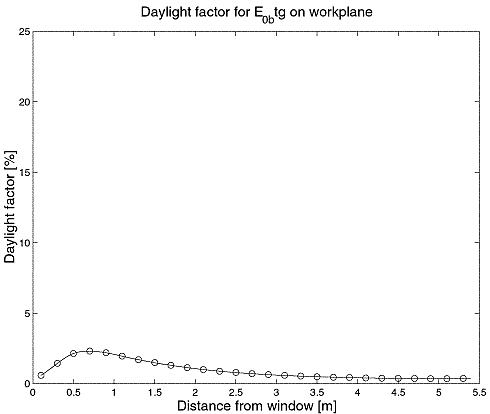 Daylight factor for E0btg on workplane
25
20
15
10
5
0
Daylight factor [%]
0 0.5 1 1.5 2 2.5 3 3.5 4 4.5 5 5.5
Distance from window [m]